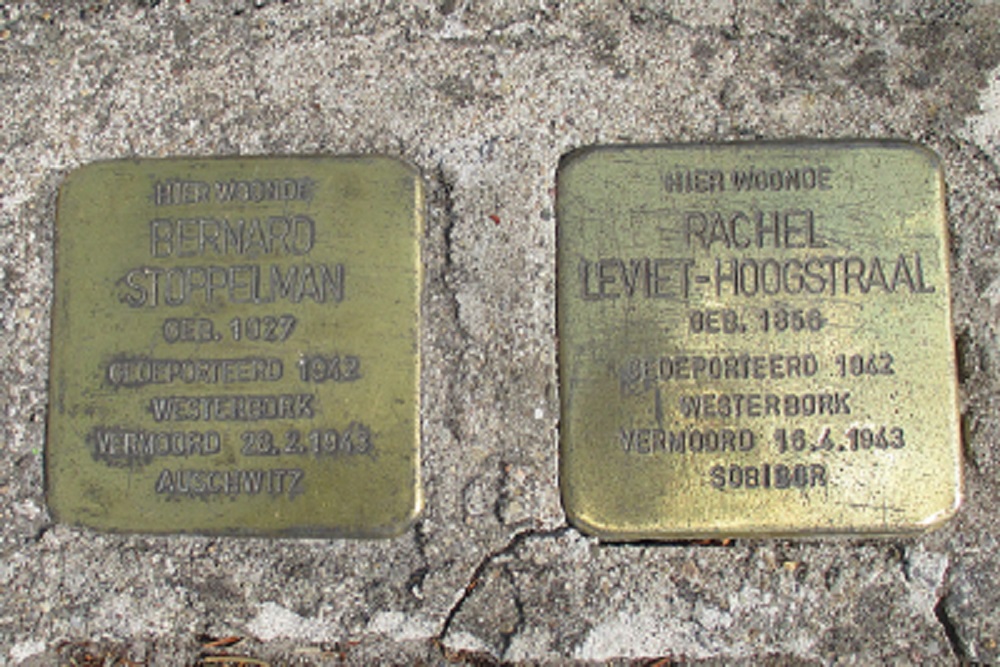 HIER WOONDE
BERNARD
STOPPELMAN
GEB. 1927
GEDEPORTEERD 1942
WESTERBORK
VERMOORD 28.2.1943
AUSCHWITZ
HIER WOONDE
RACHEL
LEVIET-HOOGSTRAAL
GEB.
GEDEPORTEERD 1942
WESTERBORK
VERMOORD 16.4.1943
SOBIBOR